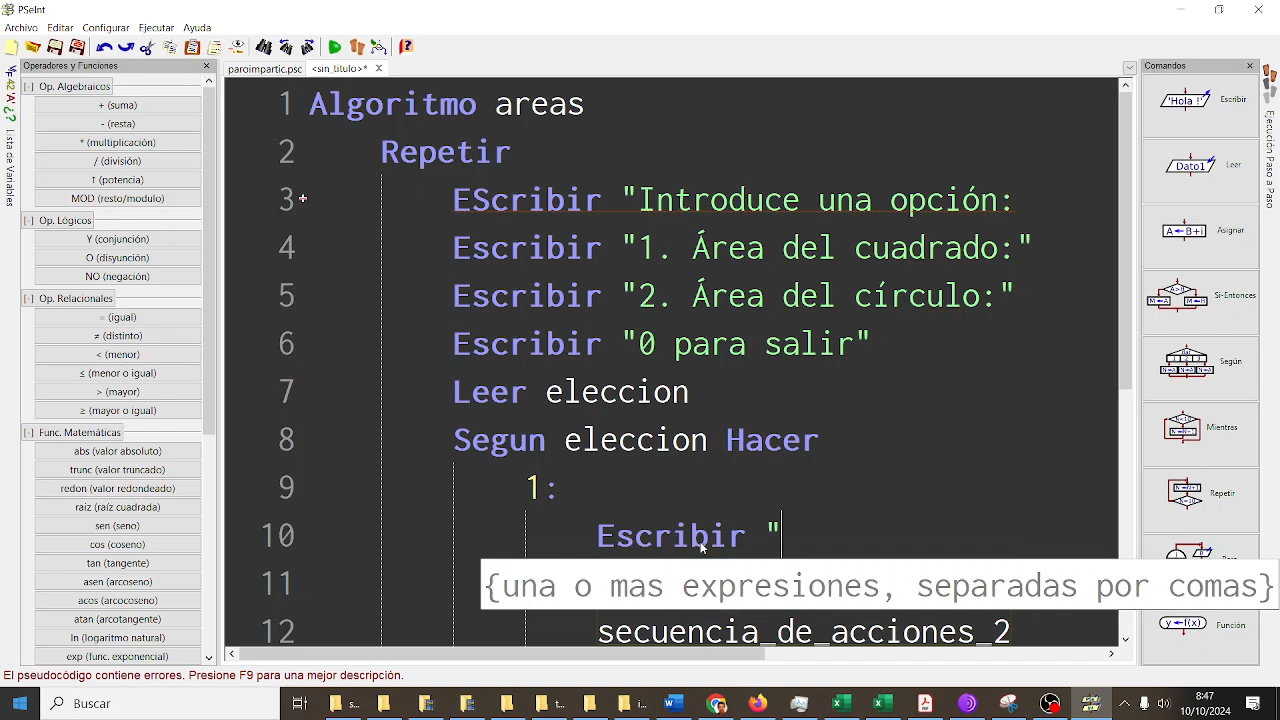 PSeInt
Archivo Editar Configurar Ejecutar Ayuda
Operadores y Funciones
paroimpartic.psc
<sin_titulo>*
Comandos
Lista de Variables
Op. Algebraicos
+ (suma)
- (resta)
* (multiplicación)
/ (división)
↑ (potencia)
MOD (resto/modulo)
Op. Lógicos
Y (conjunción)
O (disyunción)
NO (negación)
Op. Relacionales
= (igual)
≠ (distinto)
< (menor)
≤ (menor o igual)
> (mayor)
≥ (mayor o igual)
Func. Matemáticas
abs (valor absoluto)
trunc (valor truncado)
redon (valor redondeado)
raiz (raíz cuadrada)
sen (seno)
cos (coseno)
tan (tangente)
asen (arcoseno)
acos (arcocoseno)
atan (arcotangente)
ln (logaritmo natural)
exp (func. exponencial)
1 Algoritmo areas
2 Repetir
3 EScribir "Introduce una opción:
4 Escribir "1. Área del cuadrado:"
5 Escribir "2. Área del círculo:"
6 Escribir "0 para salir"
7 Leer eleccion
8 Segun eleccion Hacer
9 1:
10 Escribir "
11
{una o mas expresiones, separadas por comas}
12 secuencia_de_acciones_2
'Hola !' Escribir
Dato1 Leer
A←B+i Asignar
Si-Entonces
Según
Mientras
Repetir
y←f(x) Función
Ejecución Paso a Paso
El pseudocódigo contiene errores. Presione F9 para una mejor descripción.
Buscar
s...
t...
i...
8:47
10/10/2024